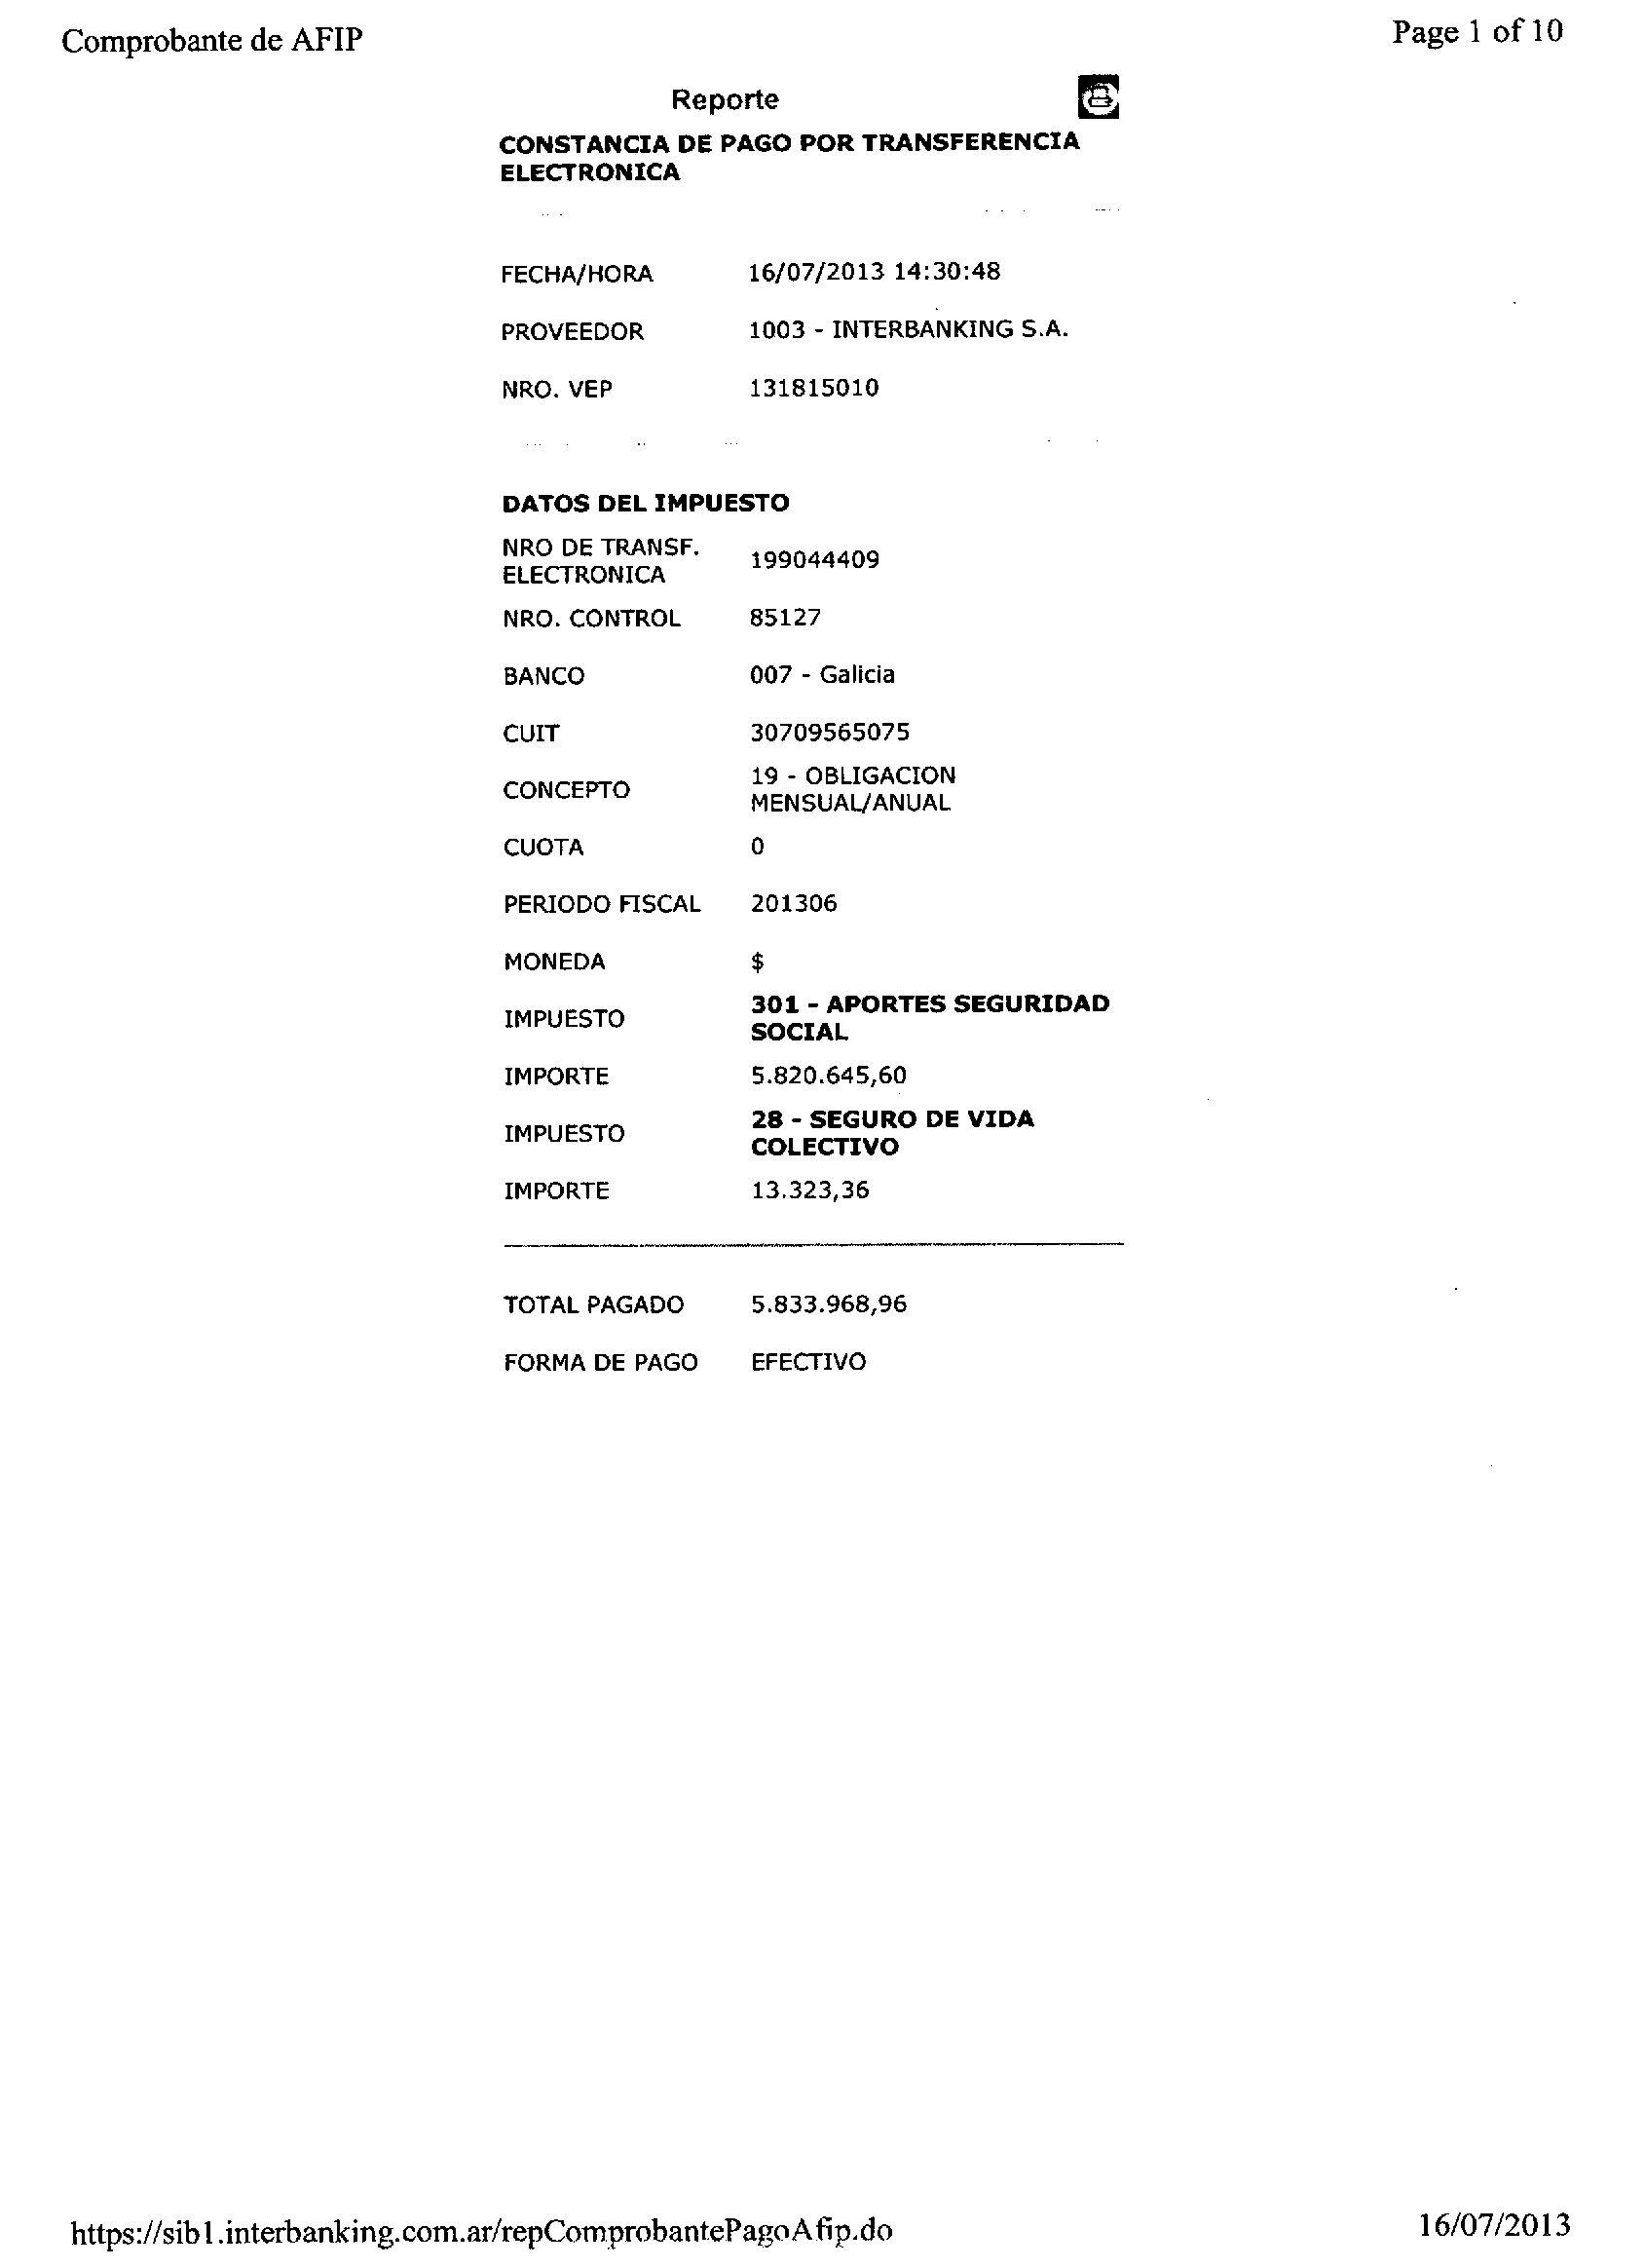 Comprobante de AFIP
Page 1 of 10
Reporte
CONSTANCIA DE PAGO POR TRANSFERENCIA
ELECTRONICA
FECHA/HORA 16/07/2013 14:30:48
PROVEEDOR 1003 - INTERBANKING S.A.
NRO. VEP 131815010
DATOS DEL IMPUESTO
NRO DE TRANSF.
ELECTRONICA 199044409
NRO. CONTROL 85127
BANCO 007 - Galicia
CUIT 30709565075
CONCEPTO 19 - OBLIGACION
MENSUAL/ANUAL
CUOTA 0
PERIODO FISCAL 201306
MONEDA $
IMPUESTO 301 - APORTES SEGURIDAD
SOCIAL
IMPORTE 5.820.645,60
IMPUESTO 28 - SEGURO DE VIDA
COLECTIVO
IMPORTE 13.323,36
TOTAL PAGADO 5.833.968,96
FORMA DE PAGO EFECTIVO
https://sib1.interbanking.com.ar/repComprobantePagoAfip.do
16/07/2013